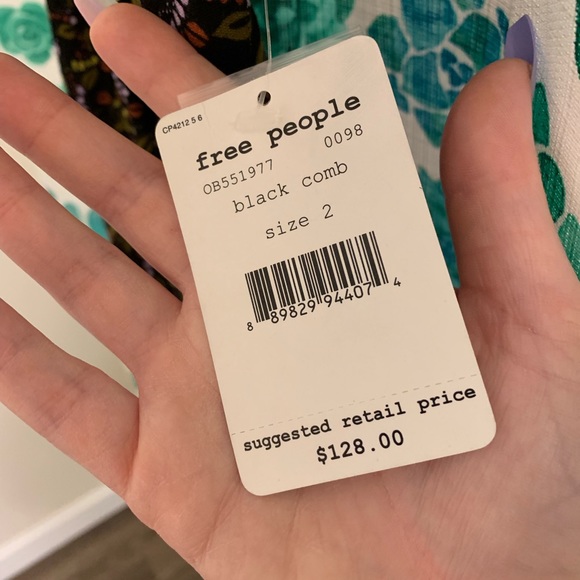 CP4212 5 6
free people
OB551977 0098
black comb
size 2
8 89829 94407 4
suggested retail price
$128.00